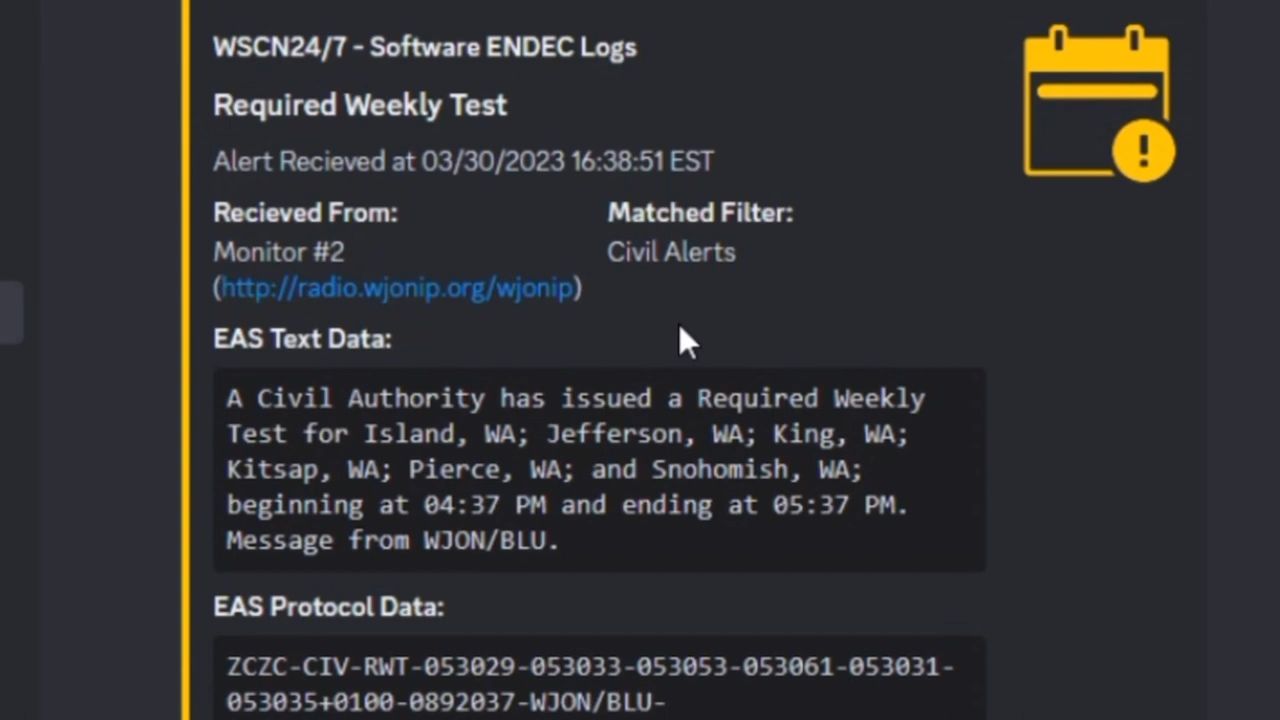 WSCN24/7 - Software ENDEC Logs
Required Weekly Test
Alert Recieved at 03/30/2023 16:38:51 EST
Recieved From:
Matched Filter:
Monitor #2
Civil Alerts
(http://radio.wjonip.org/wjonip)
EAS Text Data:
A Civil Authority has issued a Required Weekly
Test for Island, WA; Jefferson, WA; King, WA;
Kitsap, WA; Pierce, WA; and Snohomish, WA;
beginning at 04:37 PM and ending at 05:37 PM.
Message from WJON/BLU.
EAS Protocol Data:
ZCZC-CIV-RWT-053029-053033-053053-053061-053031-
053035+0100-0892037-WJON/BLU-